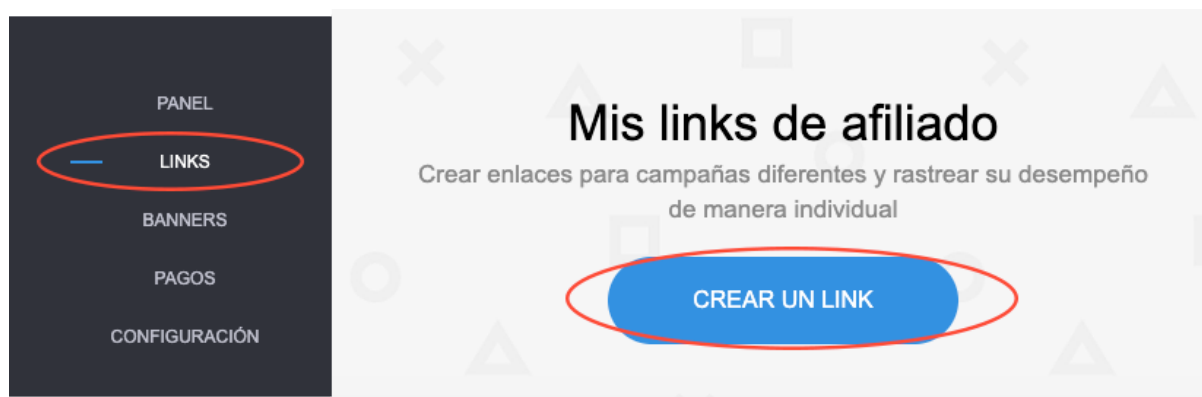 PANEL
LINKS
BANNERS
PAGOS
CONFIGURACIÓN
Mis links de afiliado
Crear enlaces para campañas diferentes y rastrear su desempeño
de manera individual
CREAR UN LINK